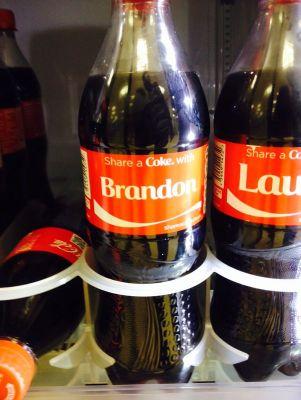 Share a Coke. with
Brandon
Share a Co
Lau